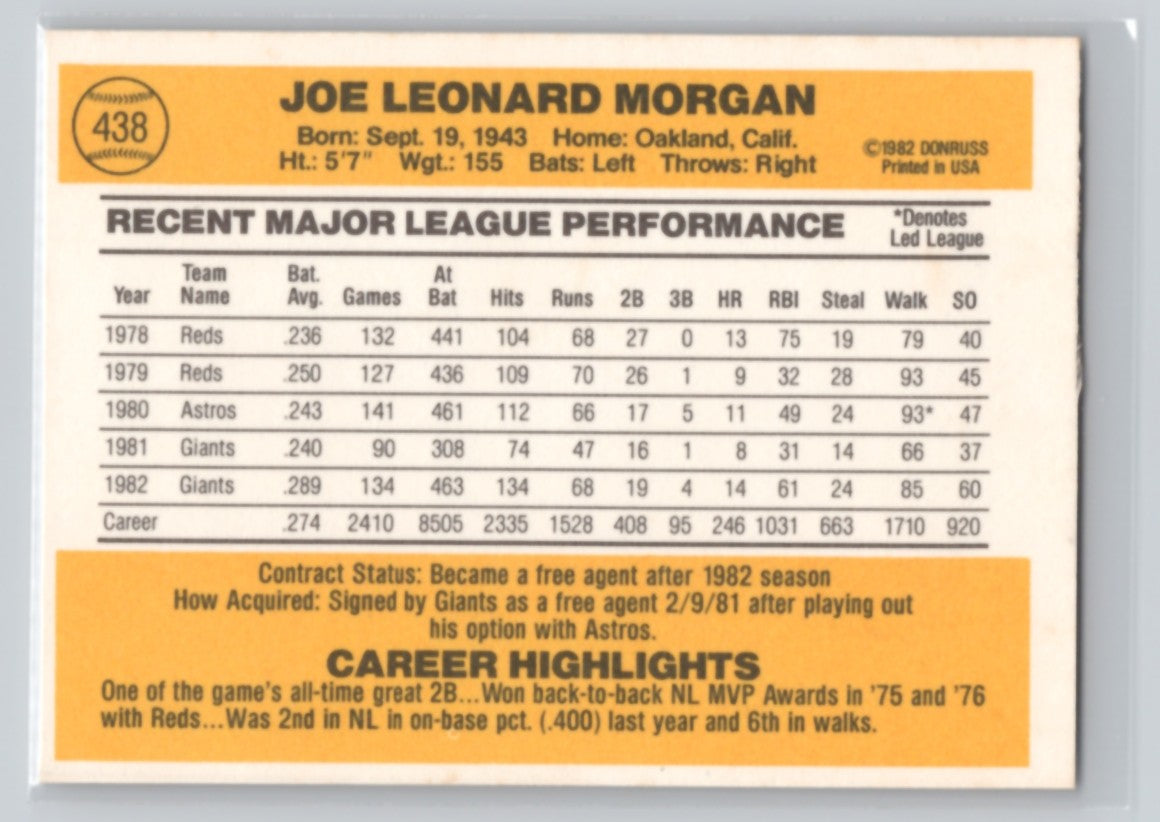 438
JOE LEONARD MORGAN
Born: Sept. 19, 1943 Home: Oakland, Calif.
Ht.: 5'7" Wgt.: 155 Bats: Left Throws: Right
©1982 DONRUSS
Printed in USA
RECENT MAJOR LEAGUE PERFORMANCE
*Denotes
Led League
Year Team Name Bat. Avg. Games At Bat Hits Runs 2B 3B HR RBI Steal Walk SO
1978 Reds .236 132 441 104 68 27 0 13 75 19 79 40
1979 Reds .250 127 436 109 70 26 1 9 32 28 93 45
1980 Astros .243 141 461 112 66 17 5 11 49 24 93* 47
1981 Giants .240 90 308 74 47 16 1 8 31 14 66 37
1982 Giants .289 134 463 134 68 19 4 14 61 24 85 60
Career .274 2410 8505 2335 1528 408 95 246 1031 663 1710 920
Contract Status: Became a free agent after 1982 season
How Acquired: Signed by Giants as a free agent 2/9/81 after playing out
his option with Astros.
CAREER HIGHLIGHTS
One of the game's all-time great 2B...Won back-to-back NL MVP Awards in '75 and '76
with Reds...Was 2nd in NL in on-base pct. (.400) last year and 6th in walks.